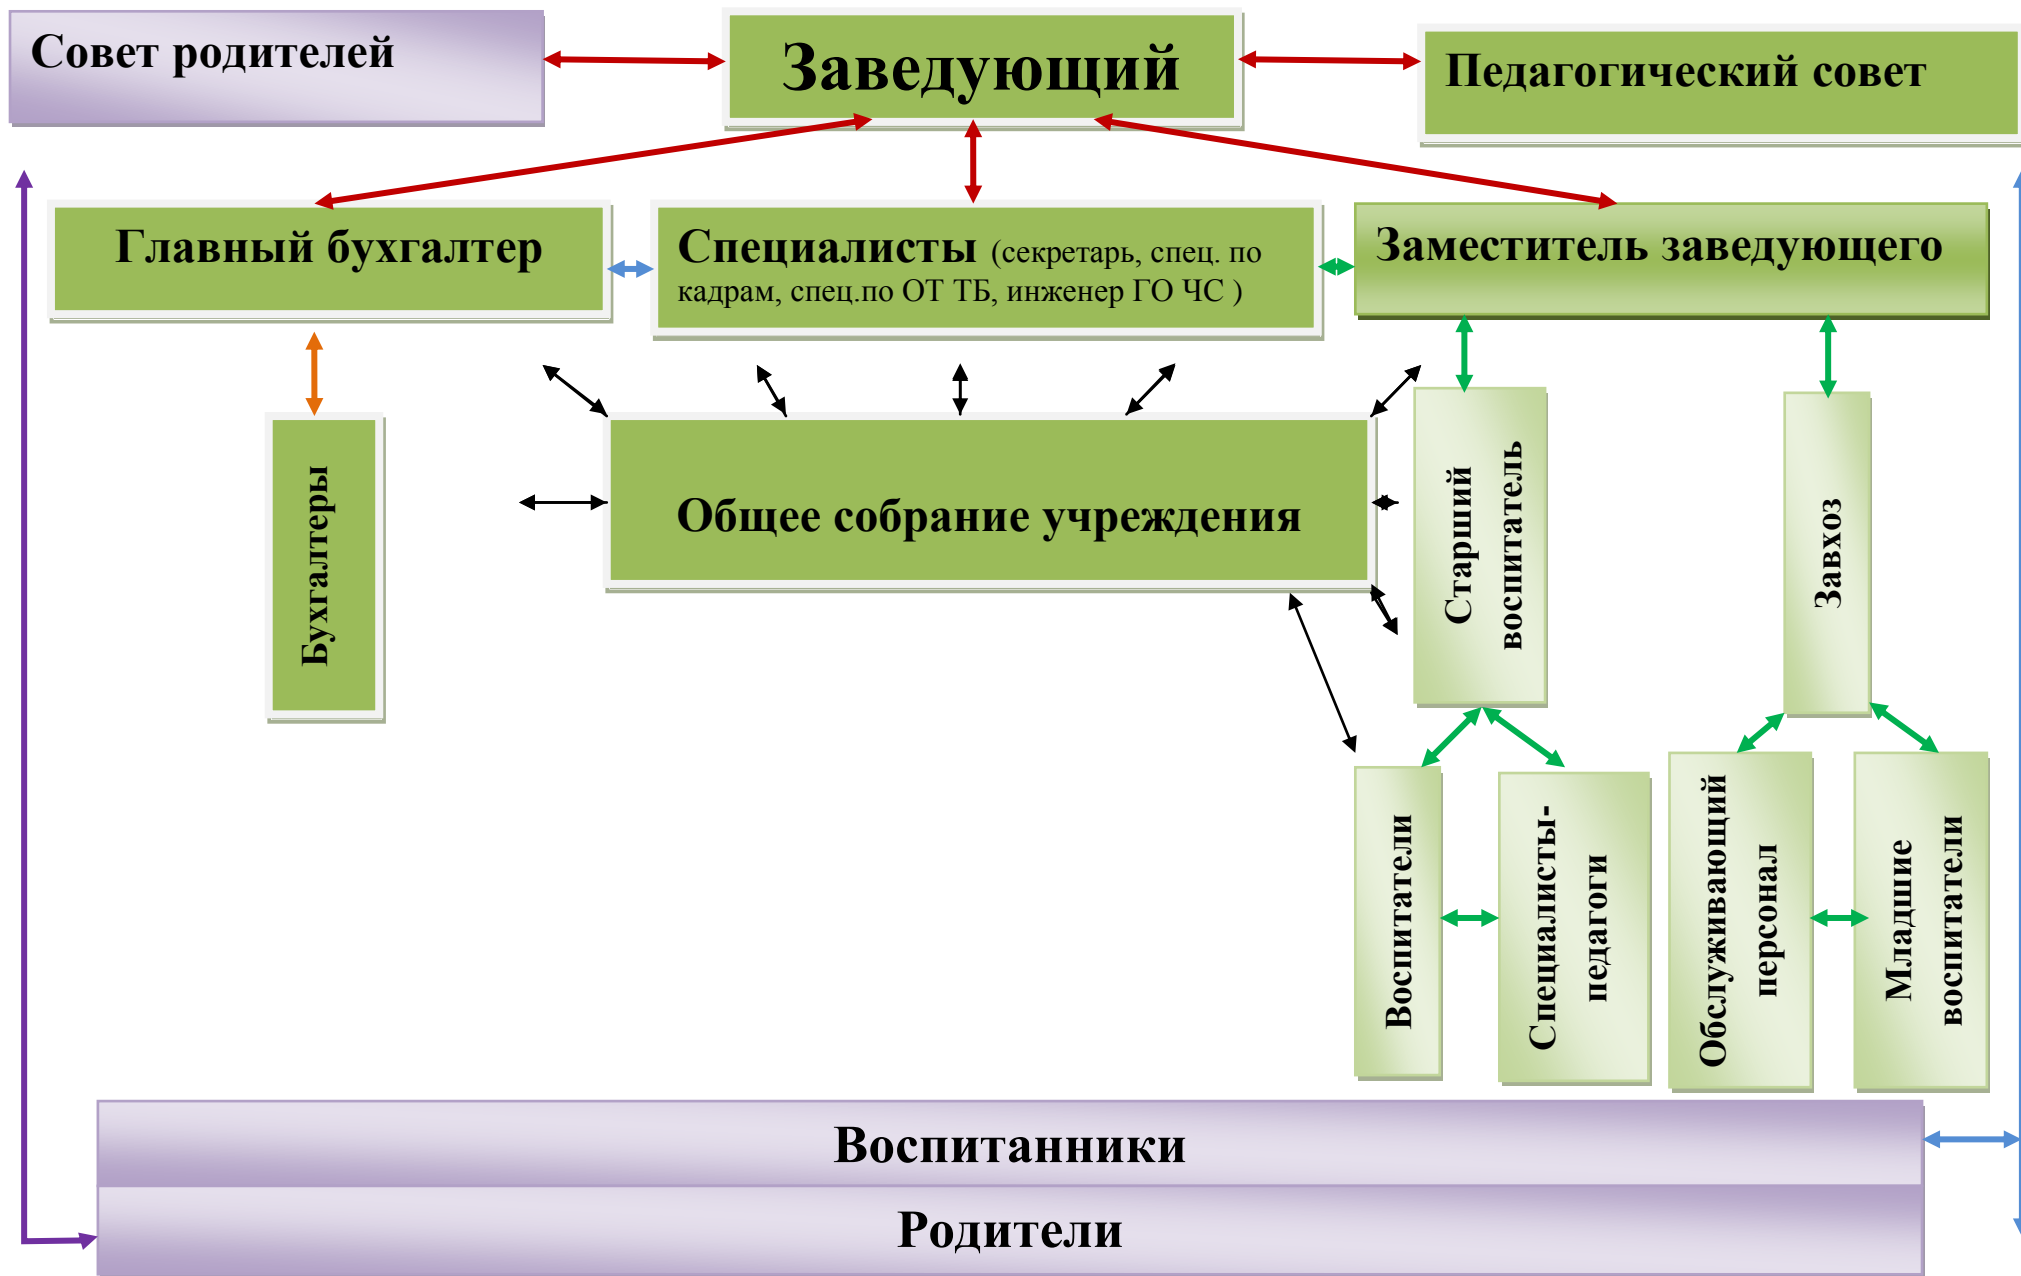 Совет родителей
Заведующий
Педагогический совет
Главный бухгалтер
Специалисты (секретарь, спец. по
кадрам, спец.по ОТ ТБ, инженер ГО ЧС )
Заместитель заведующего
Бухгалтеры
Общее собрание учреждения
Старший
воспитатель
Завхоз
Воспитатели
Специалисты-
педагоги
Обслуживающий
персонал
Младшие
воспитатели
Воспитанники
Родители